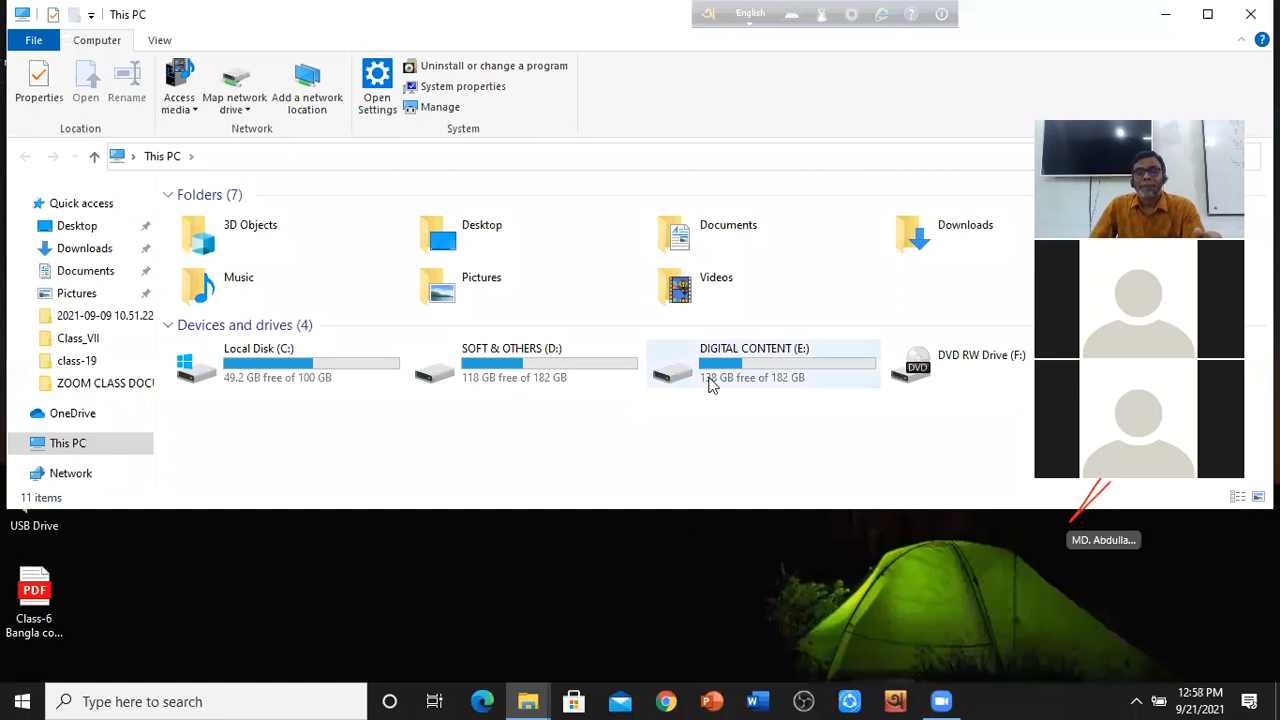 This PC
অ English
File Computer View
Properties
Open
Rename
Access media
Map network drive
Add a network location
Open Settings
Uninstall or change a program
System properties
Manage
Location
Network
System
This PC
Quick access
Desktop
Downloads
Documents
Pictures
2021-09-09 10.51.22
Class_VII
class-19
ZOOM CLASS DOCU
OneDrive
This PC
Network
11 items
Folders (7)
3D Objects
Desktop
Documents
Downloads
Music
Pictures
Videos
Devices and drives (4)
Local Disk (C:)
49.2 GB free of 100 GB
SOFT & OTHERS (D:)
118 GB free of 182 GB
DIGITAL CONTENT (E:)
138 GB free of 182 GB
DVD RW Drive (F:)
DVD
MD. Abdulla...
USB Drive
PDF
Class-6
Bangla co...
Type here to search
12:58 PM
9/21/2021